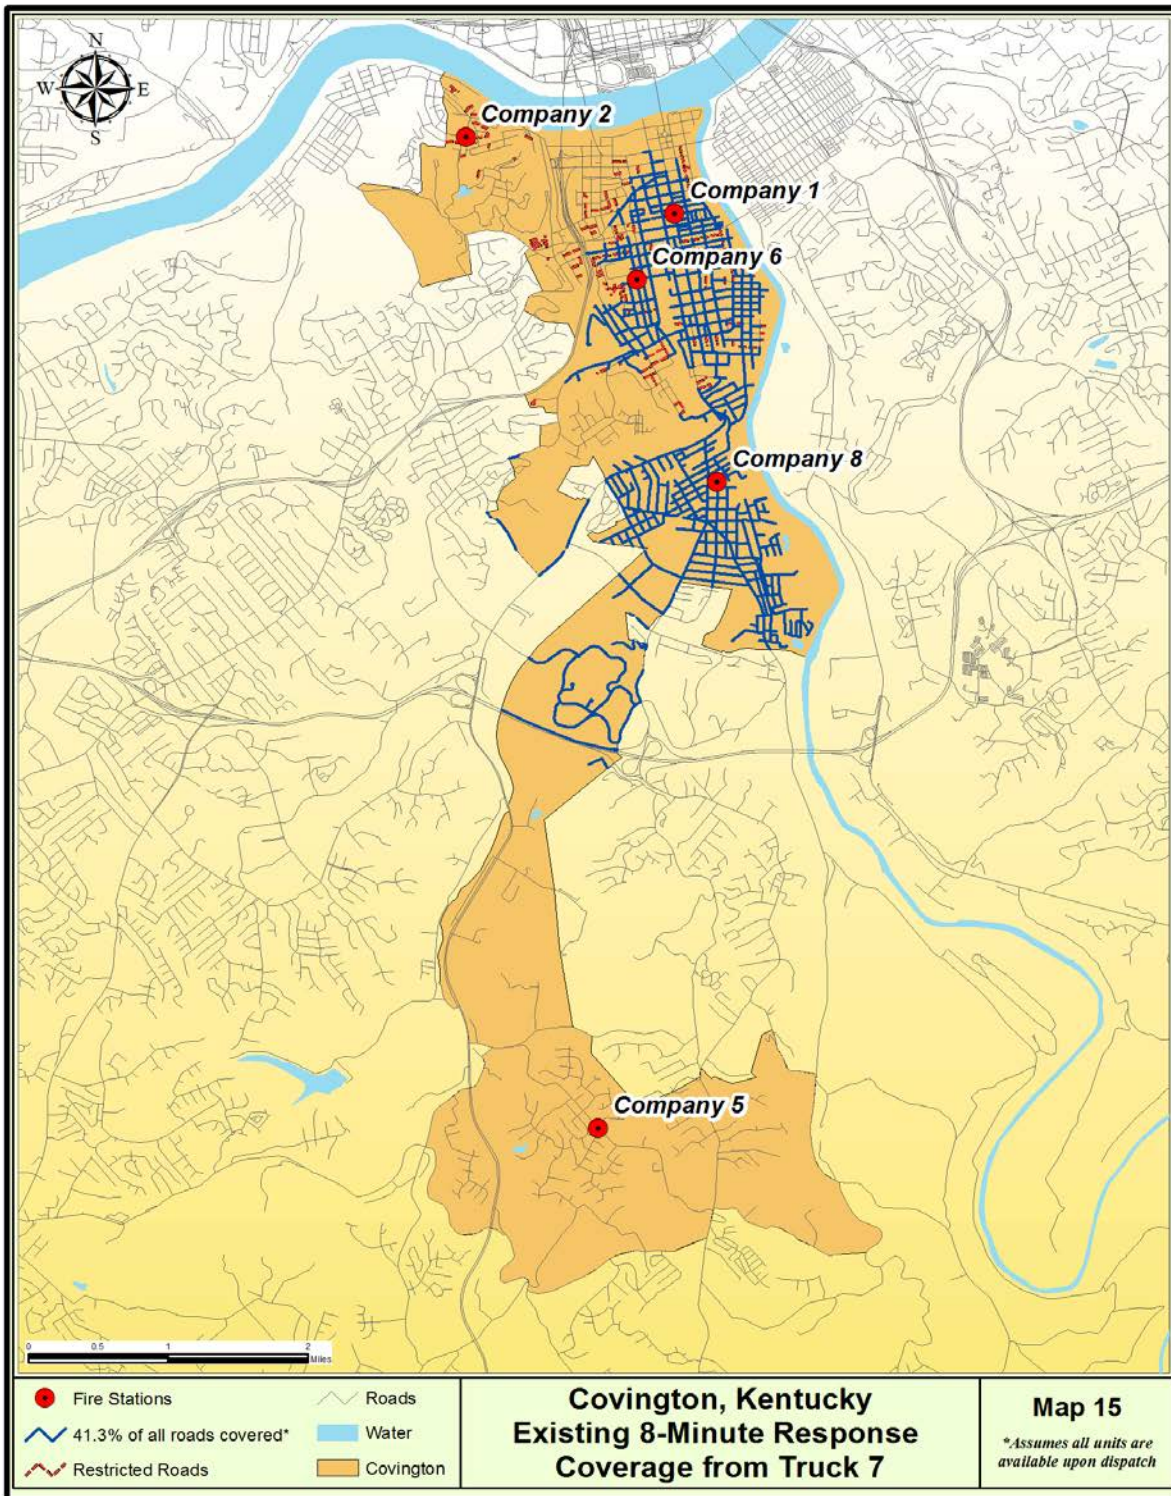 N
W E
S
Company 2
Company 1
Company 6
Company 8
Company 5
0 0.5 1 2
Miles
Fire Stations
41.3% of all roads covered*
Restricted Roads
Roads
Water
Covington
Covington, Kentucky
Existing 8-Minute Response
Coverage from Truck 7
Map 15
*Assumes all units are
available upon dispatch